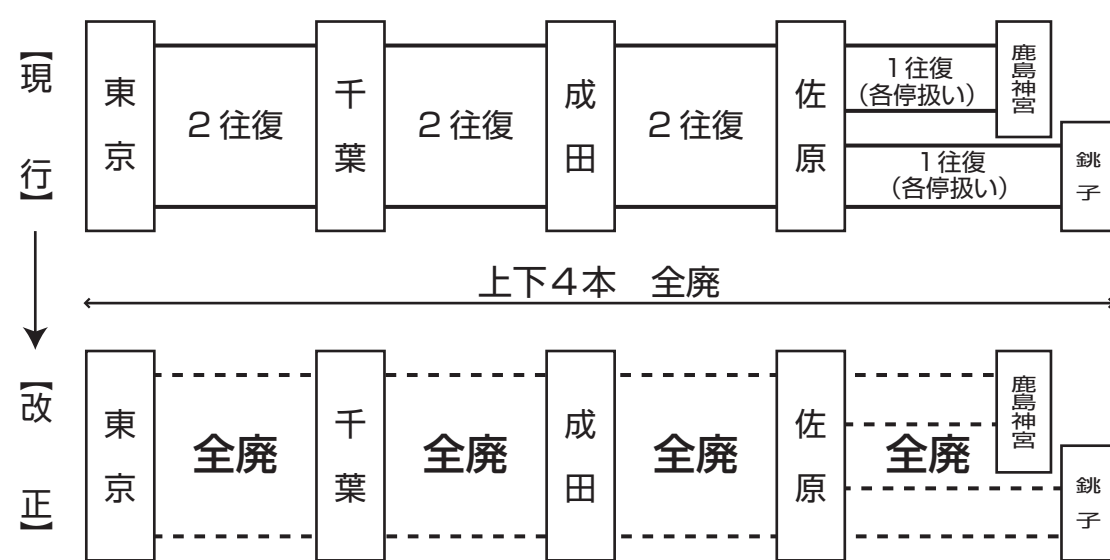 【現行】
東京
２往復
千葉
２往復
成田
２往復
佐原
１往復
（各停扱い）
鹿島神宮
１往復
（各停扱い）
銚子
上下４本　全廃
【改正】
東京
全廃
千葉
全廃
成田
全廃
佐原
全廃
鹿島神宮
銚子